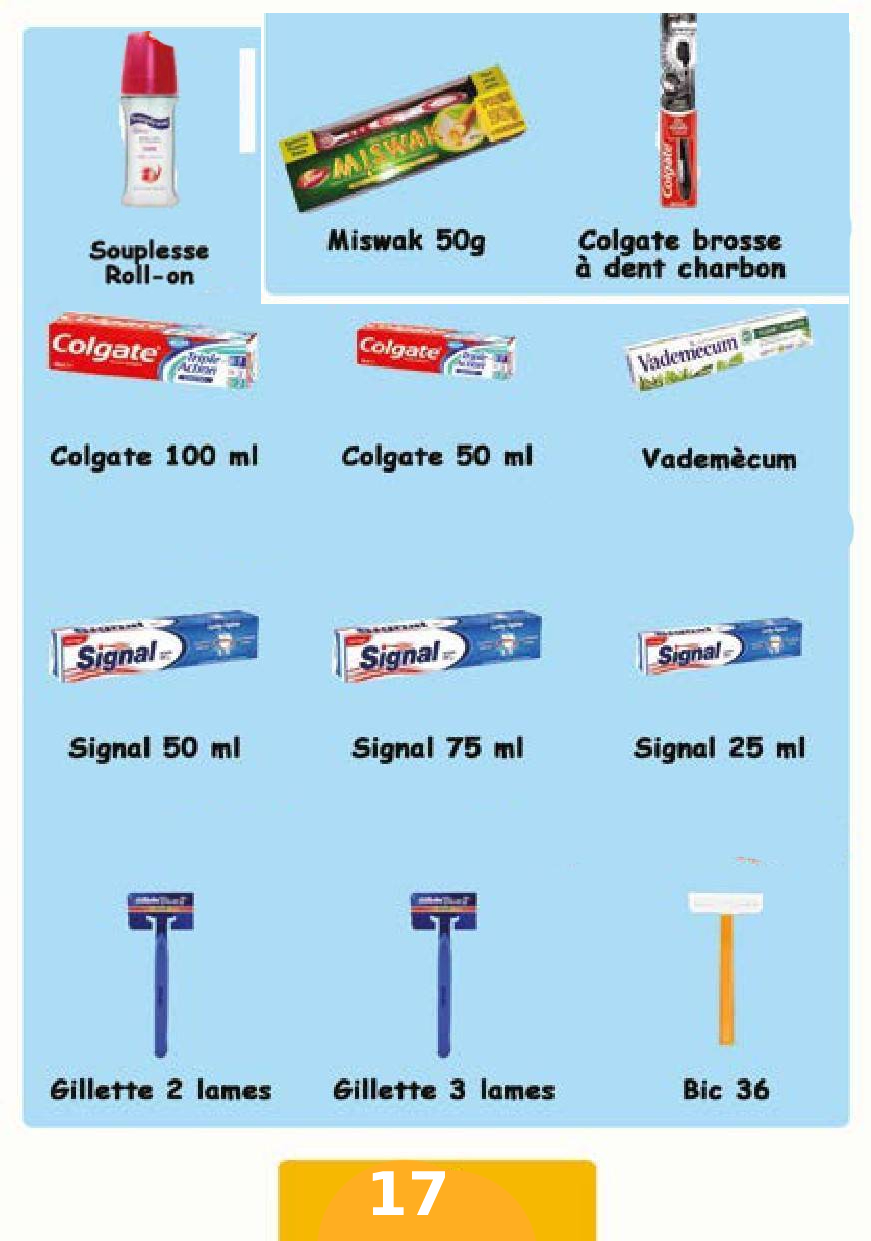 MISWAK
Colgate
Souplesse
Roll-on
Miswak 50g
Colgate brosse
à dent charbon
Colgate
Triple
Action
Colgate
Triple
Action
Vademecum
Colgate 100 ml
Colgate 50 ml
Vademècum
Signal
Signal
Signal
Signal 50 ml
Signal 75 ml
Signal 25 ml
Gillette 2 lames
Gillette 3 lames
Bic 36
17